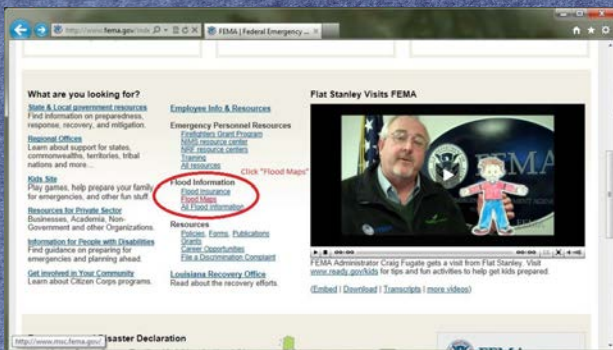 http://www.fema.gov/inde
FEMA | Federal Emergency ...
What are you looking for?
State & Local government resources
Find information on preparedness,
response, recovery, and mitigation.
Regional Offices
Learn about support for states,
commonwealths, territories, tribal
nations and more...
Kids Site
Play games, help prepare your family
for emergencies, and other fun stuff.
Resources for Private Sector
Businesses, Academia, Non-
Government and other Organizations.
Information for People with Disabilities
Find guidance on preparing for
emergencies and planning ahead.
Get involved in Your Community
Learn about Citizen Corps programs.
Employee Info & Resources
Emergency Personnel Resources
Firefighters Grant Program
NIMS resource center
NRF resource centers
Training
All resources
Click "Flood Maps"
Flood Information
Flood Insurance
Flood Maps
All Flood Information
Resources
Policies, Forms, Publications
Grants
Career Opportunities
File a Discrimination Complaint
Louisiana Recovery Office
Read about the recovery efforts.
Flat Stanley Visits FEMA
FEMA
FEMA Administrator Craig Fugate gets a visit from Flat Stanley. Visit
www.ready.gov/kids for tips and fun activities to help get kids prepared.
(Embed | Download | Transcripts | more videos)
Disaster Declaration
http://www.msc.fema.gov/
FEMA